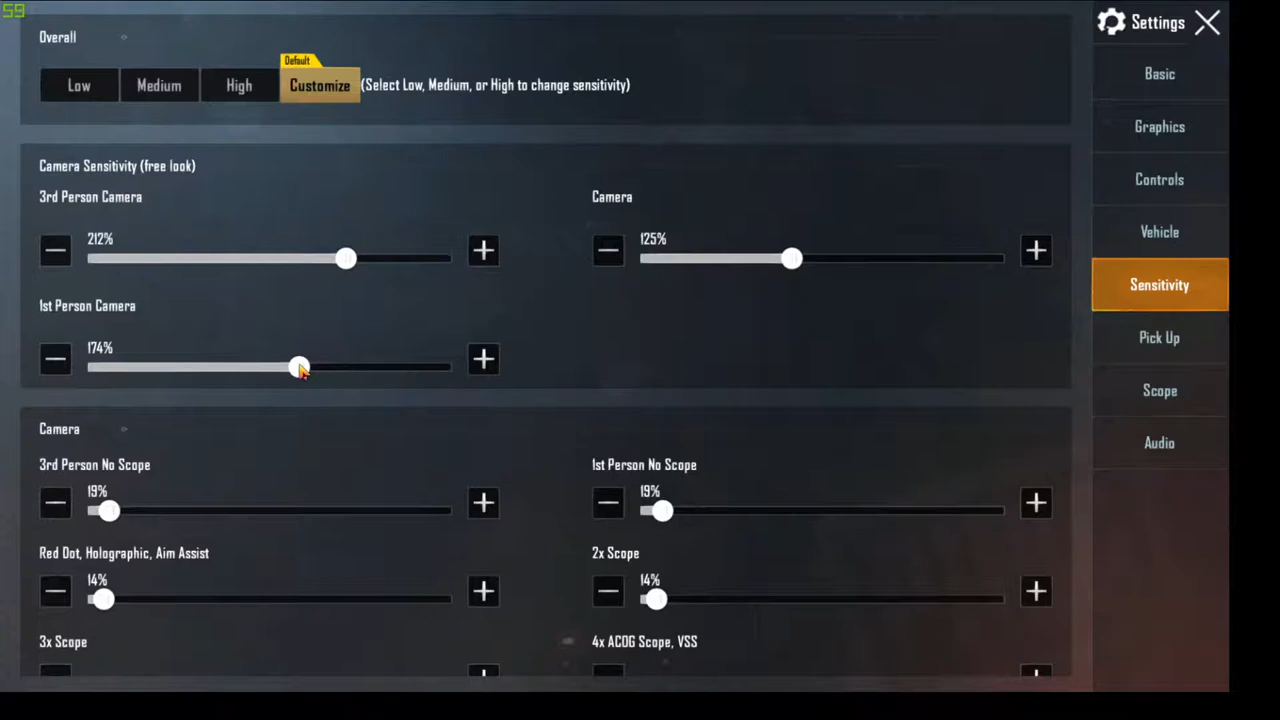 59
Settings
Overall
Default
Low
Medium
High
Customize
(Select Low, Medium, or High to change sensitivity)
Basic
Graphics
Controls
Vehicle
Sensitivity
Pick Up
Scope
Audio
Camera Sensitivity (free look)
3rd Person Camera
Camera
212%
125%
1st Person Camera
174%
Camera
3rd Person No Scope
1st Person No Scope
19%
19%
Red Dot, Holographic, Aim Assist
2x Scope
14%
14%
3x Scope
4x ACOG Scope, VSS